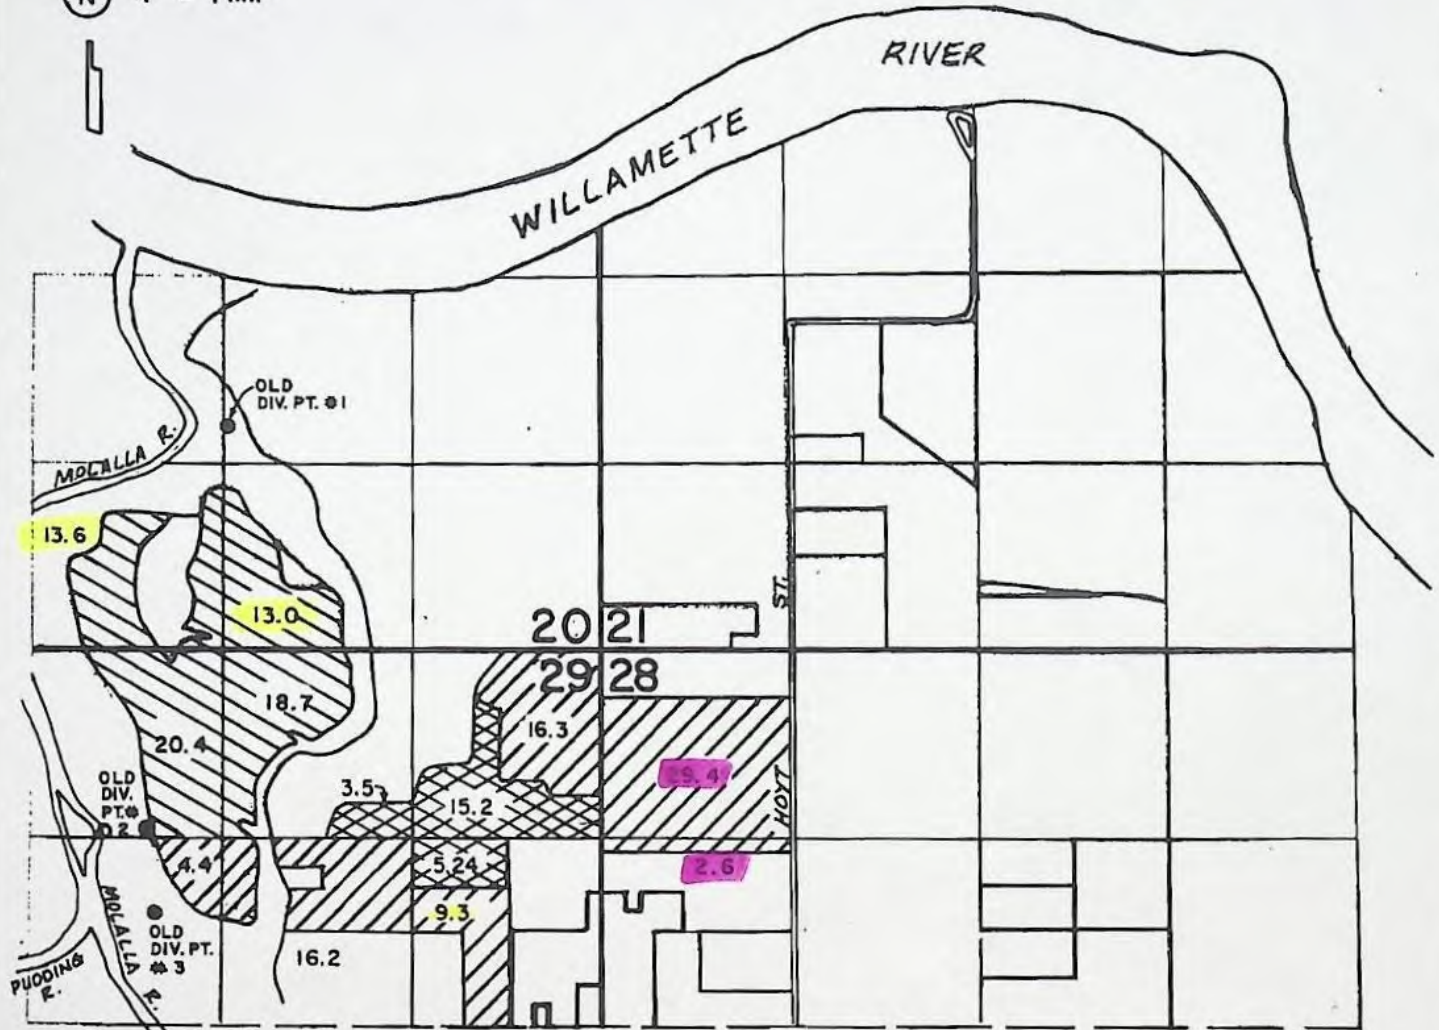 N
RIVER
WILLAMETTE
OLD
DIV. PT. #1
MOLALLA R.
13.6
13.0
ST.
20 21
29 28
18.7
16.3
20.4
29.4
HOYT
OLD
DIV.
PT.#
2
3.5
15.2
4.4
5.24
2.6
9.3
MOLALLA R.
OLD
DIV. PT.
#3
16.2
PUDDING
R.